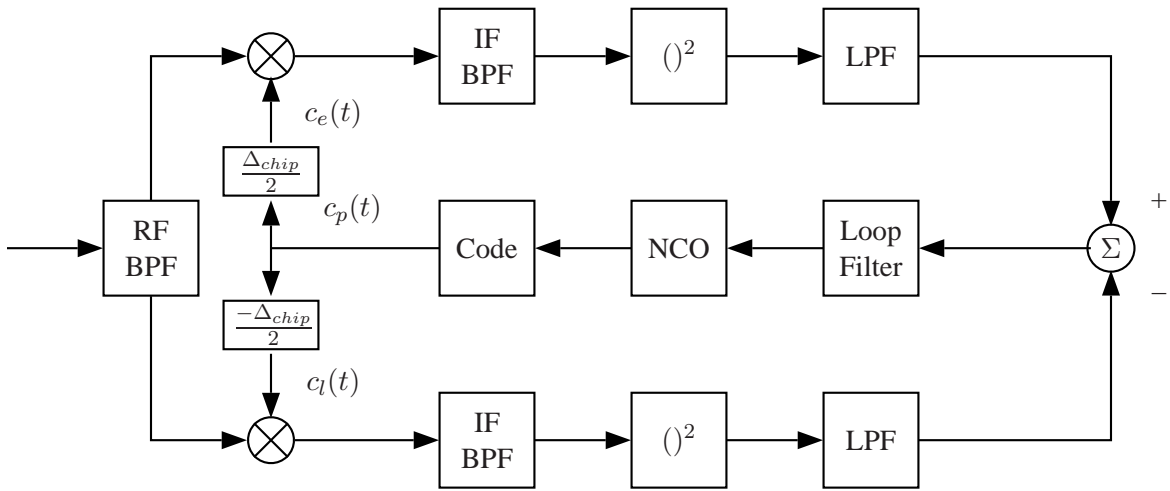 IF
BPF
()²
LPF
c_e(t)
Δ_chip
2
c_p(t)
+
RF
BPF
Code
NCO
Loop
Filter
Σ
−
−Δ_chip
2
c_l(t)
IF
BPF
()²
LPF